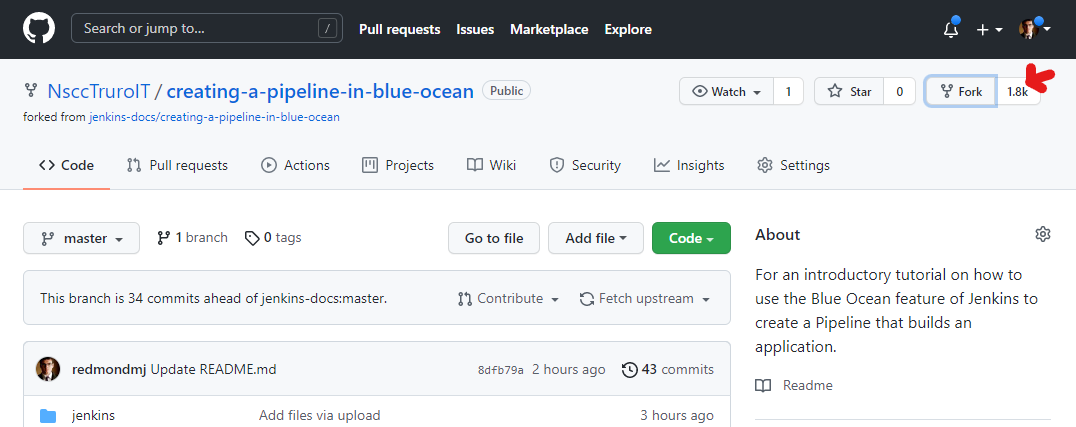 Search or jump to... / Pull requests Issues Marketplace Explore
NsccTruroIT / creating-a-pipeline-in-blue-ocean Public Watch 1 Star 0 Fork 1.8k
forked from jenkins-docs/creating-a-pipeline-in-blue-ocean
Code Pull requests Actions Projects Wiki Security Insights Settings
master 1 branch 0 tags Go to file Add file Code
About
For an introductory tutorial on how to
use the Blue Ocean feature of Jenkins to
create a Pipeline that builds an
application.
Readme
This branch is 34 commits ahead of jenkins-docs:master. Contribute Fetch upstream
redmondmj Update README.md 8dfb79a 2 hours ago 43 commits
jenkins Add files via upload 3 hours ago